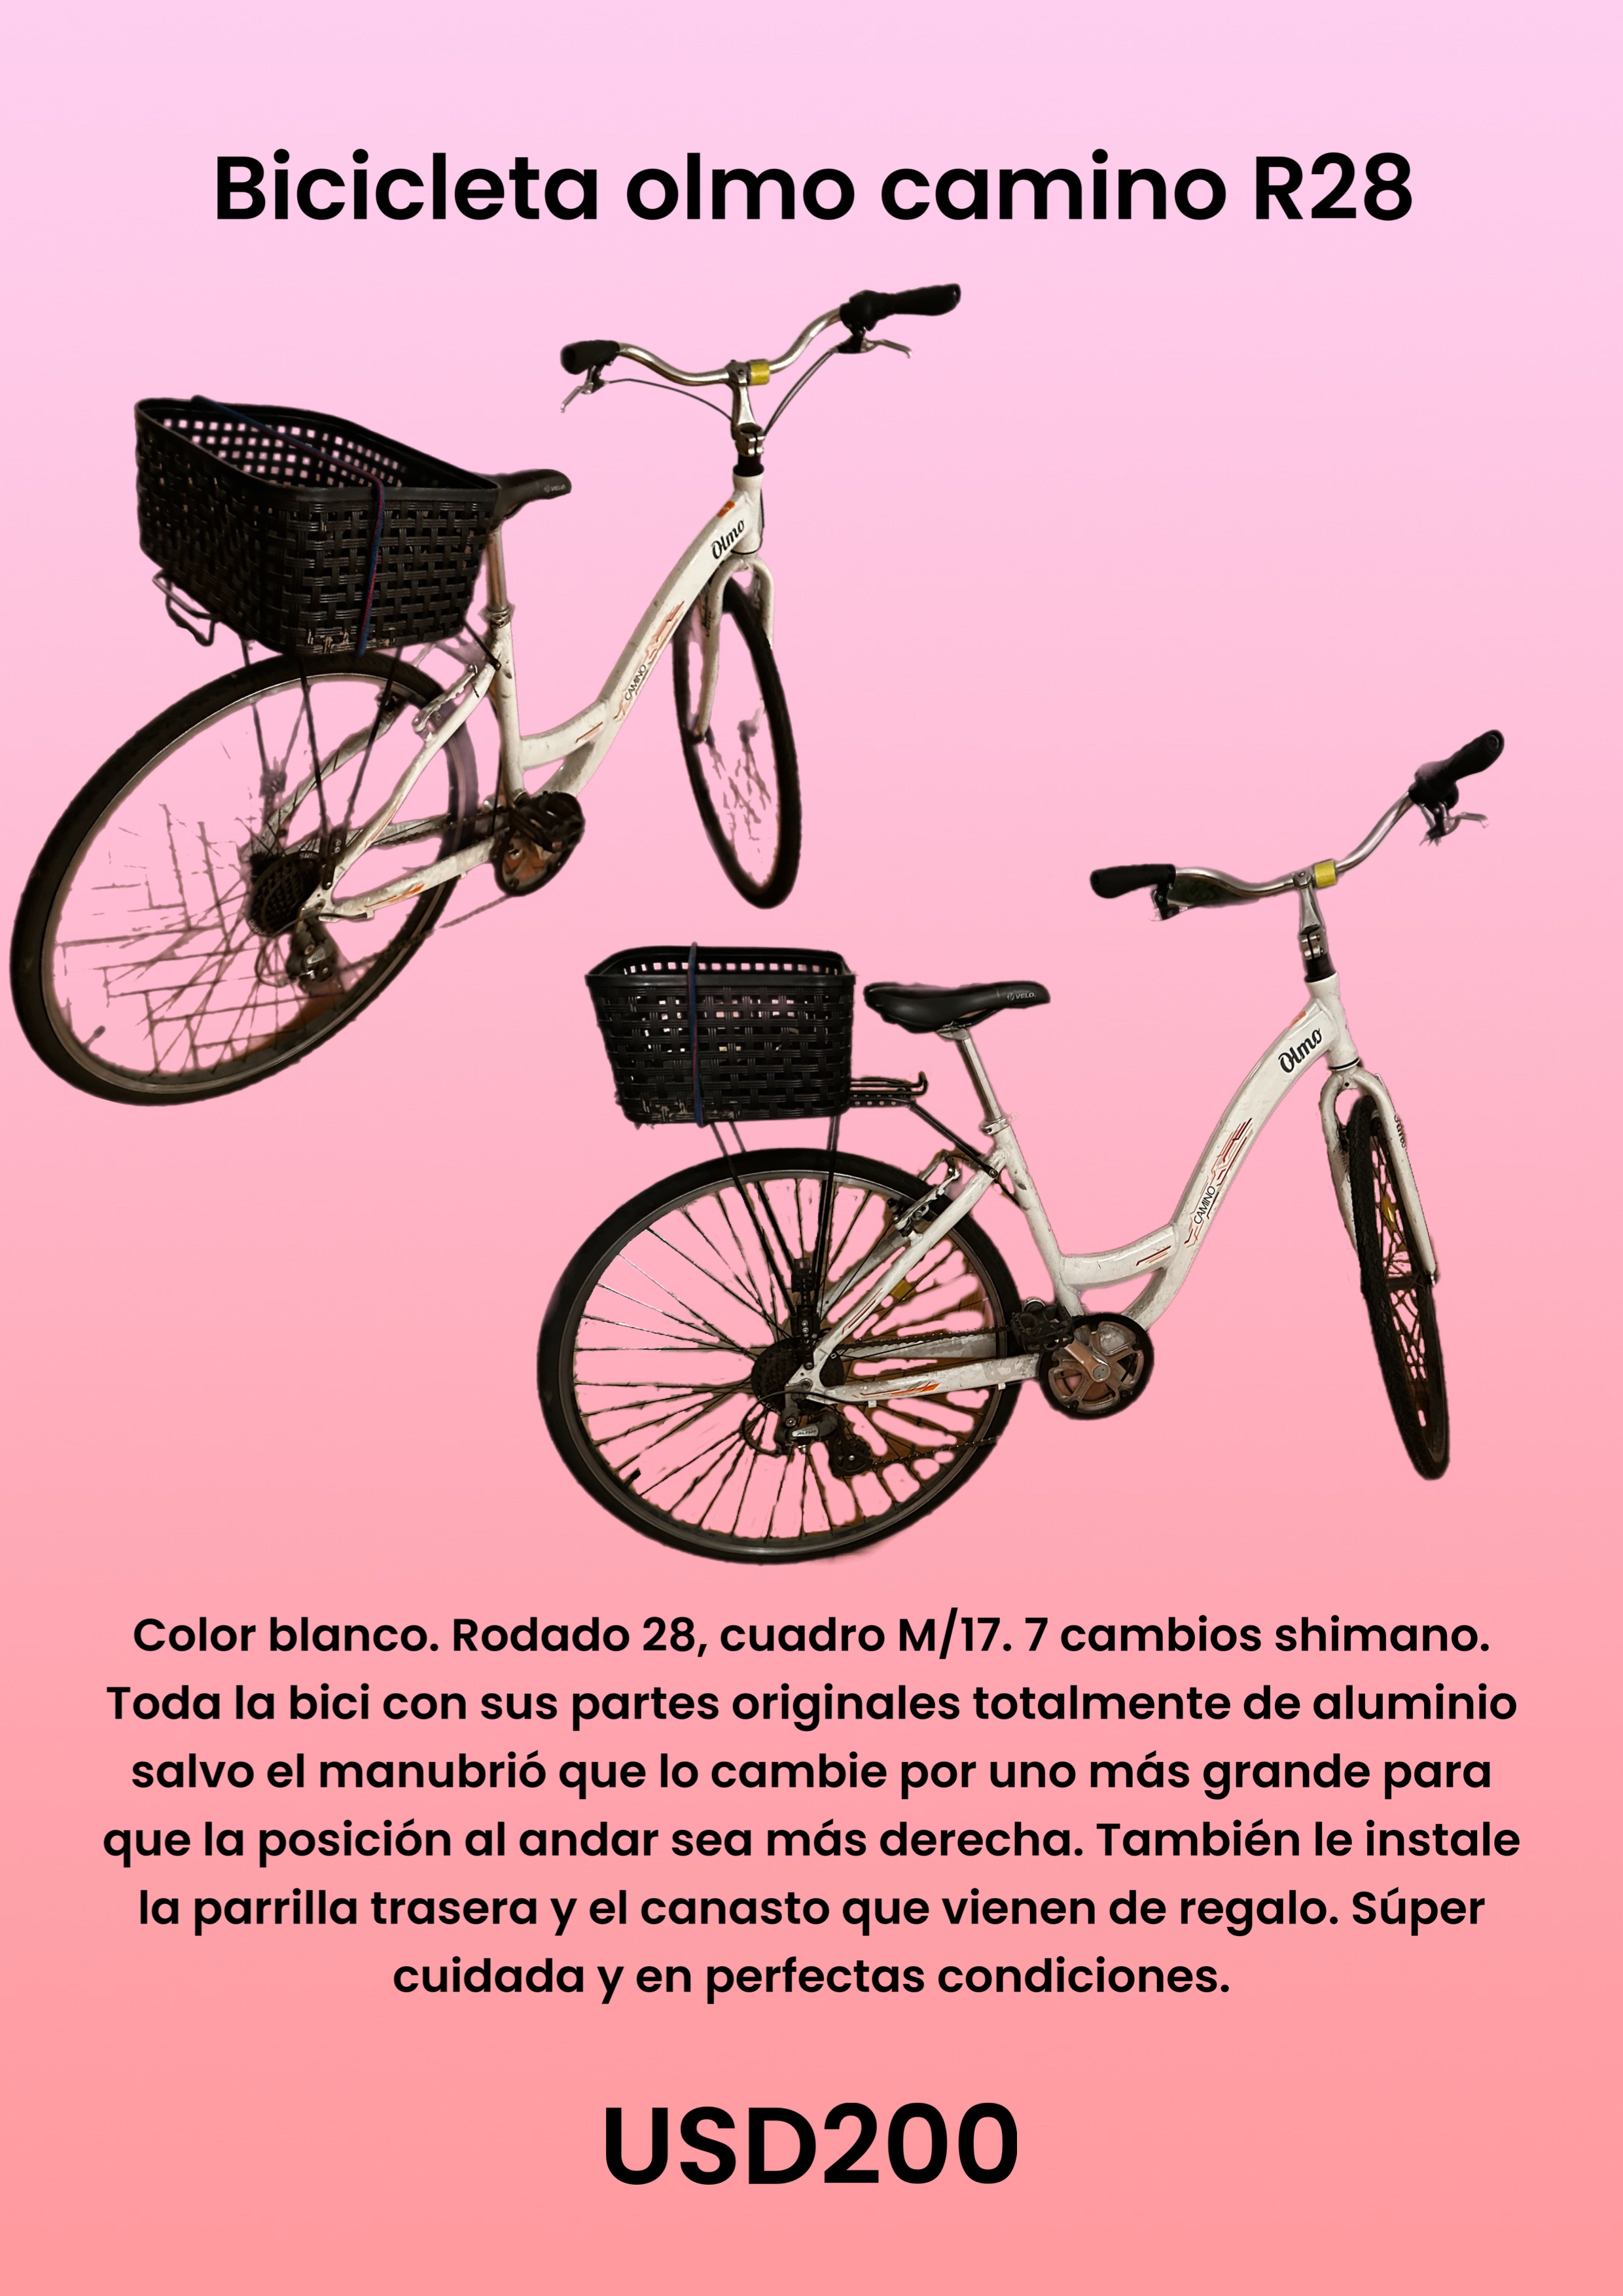 Bicicleta olmo camino R28
VELO
Olmo
CAMINO
VELO
Olmo
CAMINO
Color blanco. Rodado 28, cuadro M/17. 7 cambios shimano.
Toda la bici con sus partes originales totalmente de aluminio
salvo el manubrió que lo cambie por uno más grande para
que la posición al andar sea más derecha. También le instale
la parrilla trasera y el canasto que vienen de regalo. Súper
cuidada y en perfectas condiciones.
USD200